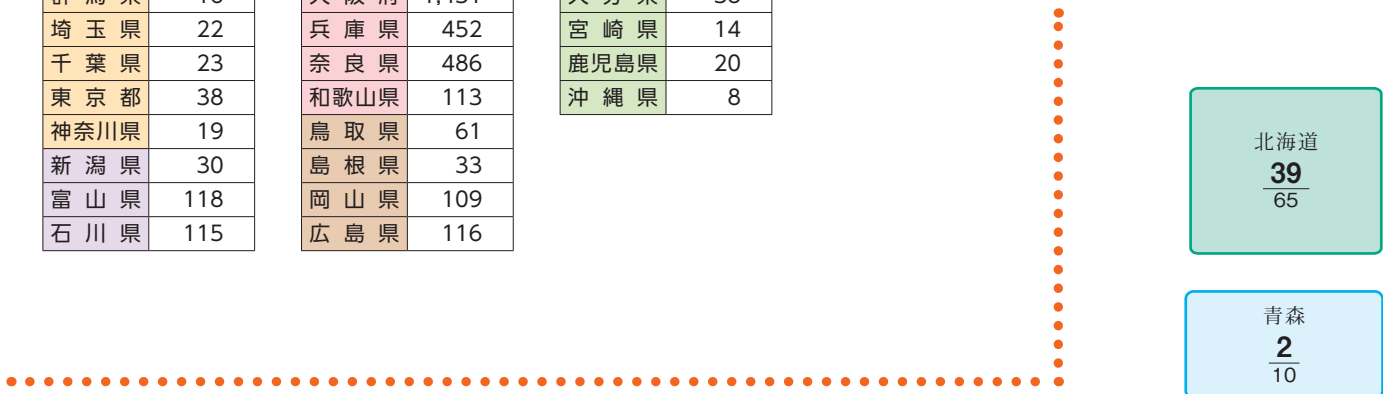 埼玉県 22
千葉県 23
東京都 38
神奈川県 19
新潟県 30
富山県 118
石川県 115
兵庫県 452
奈良県 486
和歌山県 113
鳥取県 61
島根県 33
岡山県 109
広島県 116
宮崎県 14
鹿児島県 20
沖縄県 8
北海道
39
65
青森
2
10